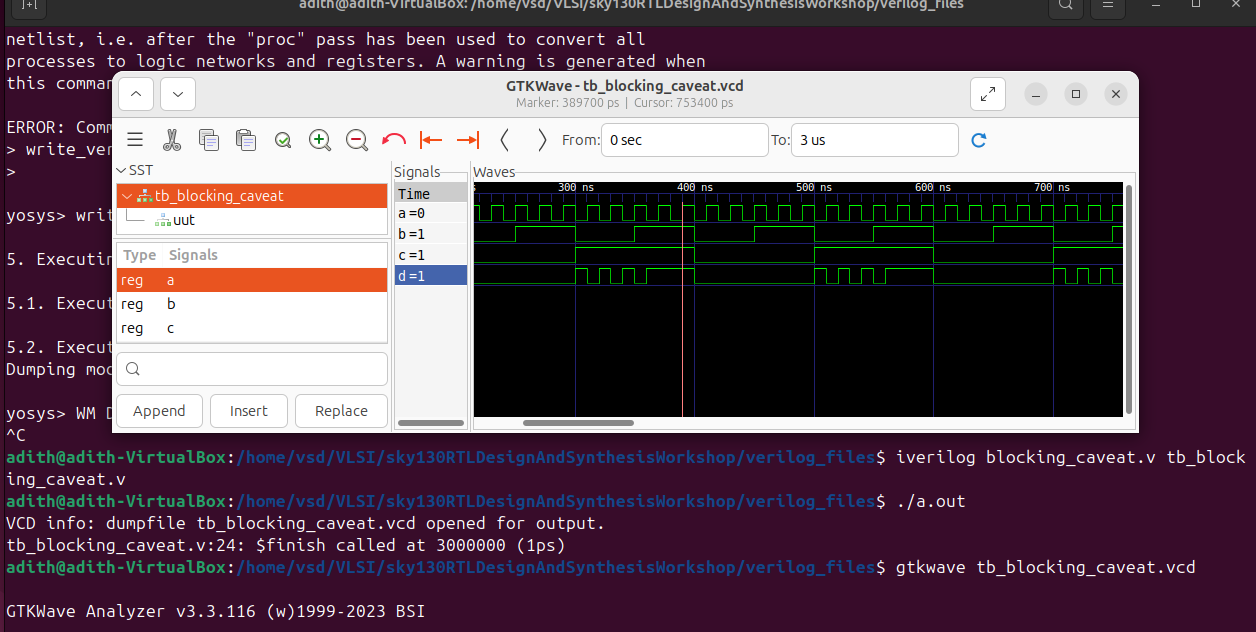 adith@adith-VirtualBox: /home/vsd/VLSI/sky130RTLDesignAndSynthesisWorkshop/verilog_files
netlist, i.e. after the "proc" pass has been used to convert all
processes to logic networks and registers. A warning is generated when
this comman
ERROR: Comm
> write_ver
>
yosys> writ
5. Executin
5.1. Execut
5.2. Execut
Dumping mod
yosys> WM D
^C
GTKWave - tb_blocking_caveat.vcd
Marker: 389700 ps | Cursor: 753400 ps
From: 0 sec To: 3 us
SST
tb_blocking_caveat
uut
Type Signals
reg a
reg b
reg c
Append Insert Replace
Signals
Time
a=0
b=1
c=1
d=1
Waves
300 ns 400 ns 500 ns 600 ns 700 ns
adith@adith-VirtualBox:/home/vsd/VLSI/sky130RTLDesignAndSynthesisWorkshop/verilog_files$ iverilog blocking_caveat.v tb_block
ing_caveat.v
adith@adith-VirtualBox:/home/vsd/VLSI/sky130RTLDesignAndSynthesisWorkshop/verilog_files$ ./a.out
VCD info: dumpfile tb_blocking_caveat.vcd opened for output.
tb_blocking_caveat.v:24: $finish called at 3000000 (1ps)
adith@adith-VirtualBox:/home/vsd/VLSI/sky130RTLDesignAndSynthesisWorkshop/verilog_files$ gtkwave tb_blocking_caveat.vcd
GTKWave Analyzer v3.3.116 (w)1999-2023 BSI